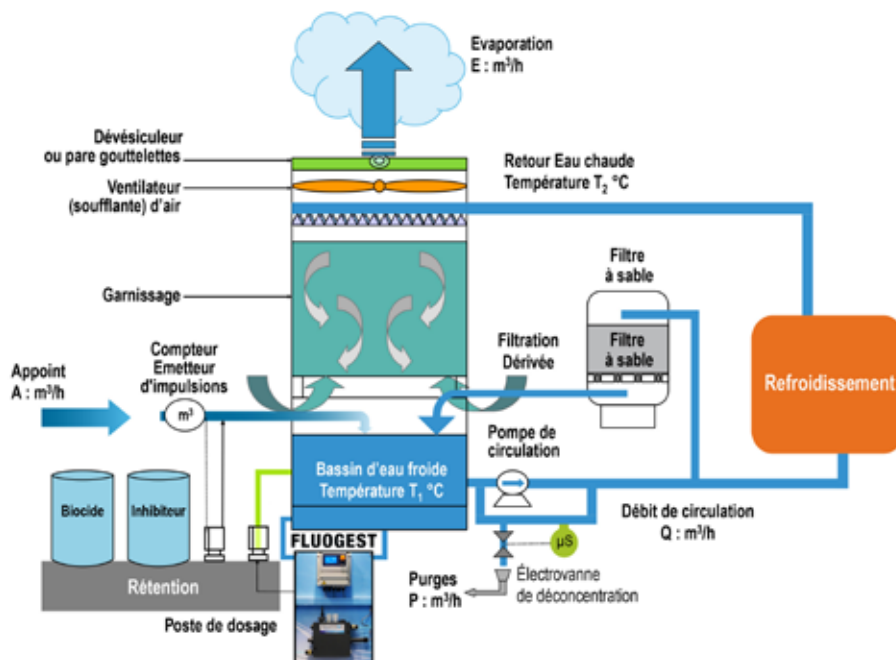 Evaporation
E : m³/h
Dévésiculeur
ou pare gouttelettes
Ventilateur
(soufflante) d'air
Retour Eau chaude
Température T₂ °C
Garnissage
Filtre
à sable
Filtre
à sable
Compteur
Emetteur
d'impulsions
Filtration
Dérivée
Refroidissement
Appoint
A : m³/h
m³
Pompe de
circulation
Bassin d'eau froide
Température T₁ °C
Biocide
Inhibiteur
Débit de circulation
Q : m³/h
µS
FLUOGEST
Rétention
Purges
P : m³/h
Électrovanne
de déconcentration
Poste de dosage